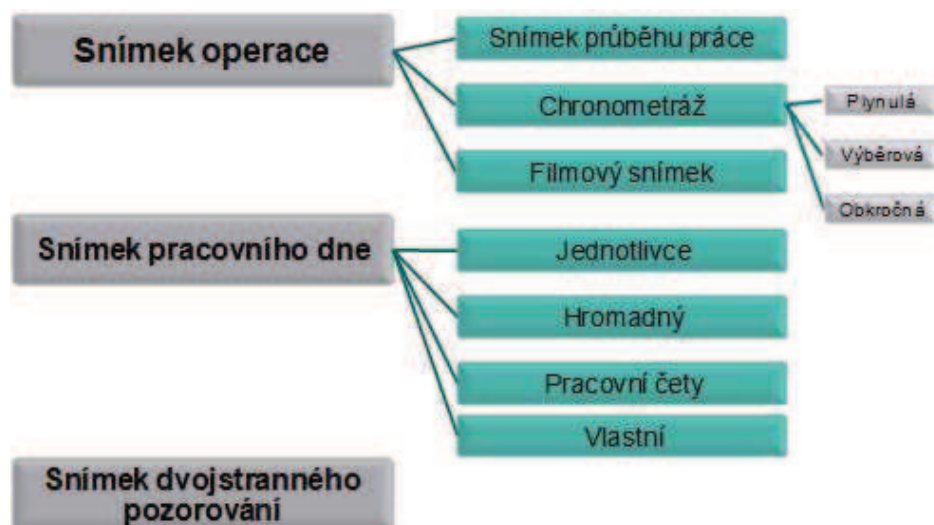 Snímek operace
Snímek průběhu práce
Chronometráž
Plynulá
Výběrová
Obkročná
Filmový snímek
Snímek pracovního dne
Jednotlivce
Hromadný
Pracovní čety
Vlastní
Snímek dvojstranného
pozorování